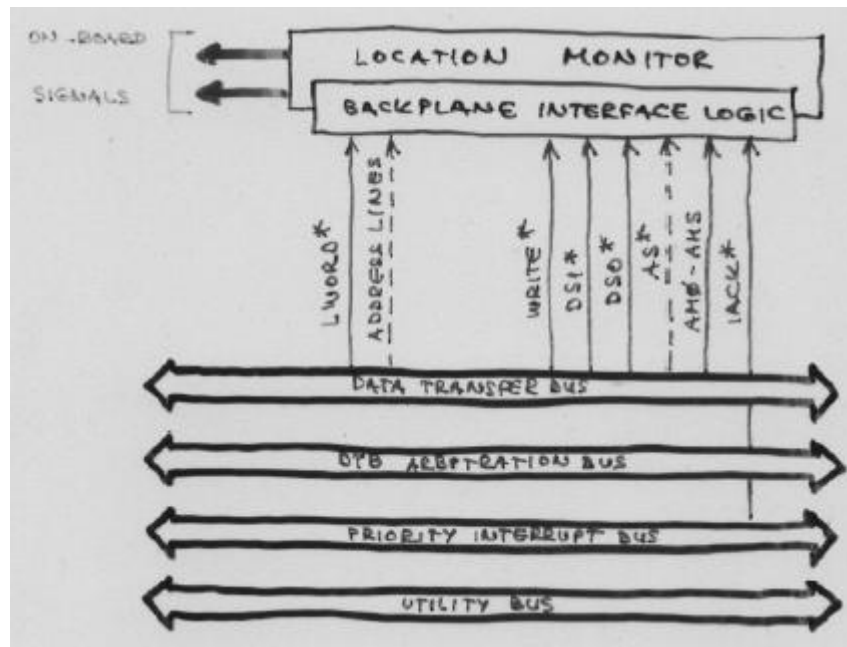 ON-BOARD
SIGNALS
LOCATION MONITOR
BACKPLANE INTERFACE LOGIC
LWORD*
ADDRESS LINES
WRITE*
DS1*
DS0*
AS*
AMØ-AM5
IACK*
DATA TRANSFER BUS
DTB ARBITRATION BUS
PRIORITY INTERRUPT BUS
UTILITY BUS